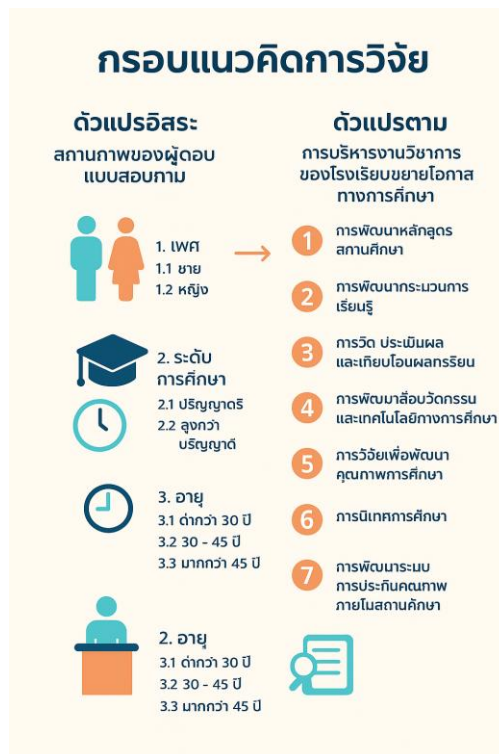 กรอบแนวคิดการวิจัย
ดัวแปรอิสระ
สถานภาพของผู้ดอบ
แบบสอบกาม
1. เพศ
1.1 ชาย
1.2 หญิง
2. ระดับ
การศึกษา
2.1 ปริญญาดริ
2.2 ลูงกว่า
บริญญาดี
3. อายุ
3.1 ด่ากว่า 30 ปี
3.2 30 - 45 ปี
3.3 มากกว่า 45 ปี
2. อายุ
3.1 ด่ากว่า 30 ปี
3.2 30 - 45 ปี
3.3 มากกว่า 45 ปี
ดัวแปรตาม
การบริหารงานวิชาการ
ของโรงเรียบขยายโอกาส
ทางการศึกษา
1 การพัฒนาหลักสูตร
สถานศึกษา
2 การพัฒนากระมวนการ
เรียนรู้
3 การวัด ประเมินผล
และเทียบโอนผลทรริยน
4 การพัฒมาสื่อบวัดกรรน
และเทคโนโลยีกางการศึกษา
5 ภารวิจัยเพื่อพัฒนา
คุณภาพการศึกษา
6 ภารนิเทศการศึกษา
7 การพัฒนาระมบ
การประกินคณทาพ
ภายโมสถานศักษา